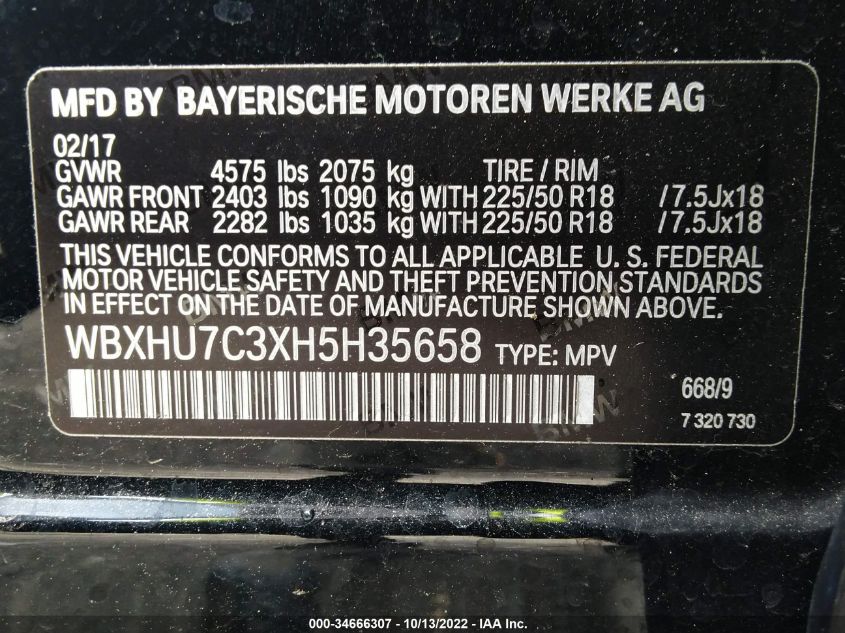 MFD BY BAYERISCHE MOTOREN WERKE AG
02/17
GVWR 4575 lbs 2075 kg TIRE / RIM
GAWR FRONT 2403 lbs 1090 kg WITH 225/50 R18 /7.5Jx18
GAWR REAR 2282 lbs 1035 kg WITH 225/50 R18 /7.5Jx18
THIS VEHICLE CONFORMS TO ALL APPLICABLE U. S. FEDERAL
MOTOR VEHICLE SAFETY AND THEFT PREVENTION STANDARDS
IN EFFECT ON THE DATE OF MANUFACTURE SHOWN ABOVE.
WBXHU7C3XH5H35658 TYPE: MPV
668/9
7 320 730
000-34666307 - 10/13/2022 - IAA Inc.